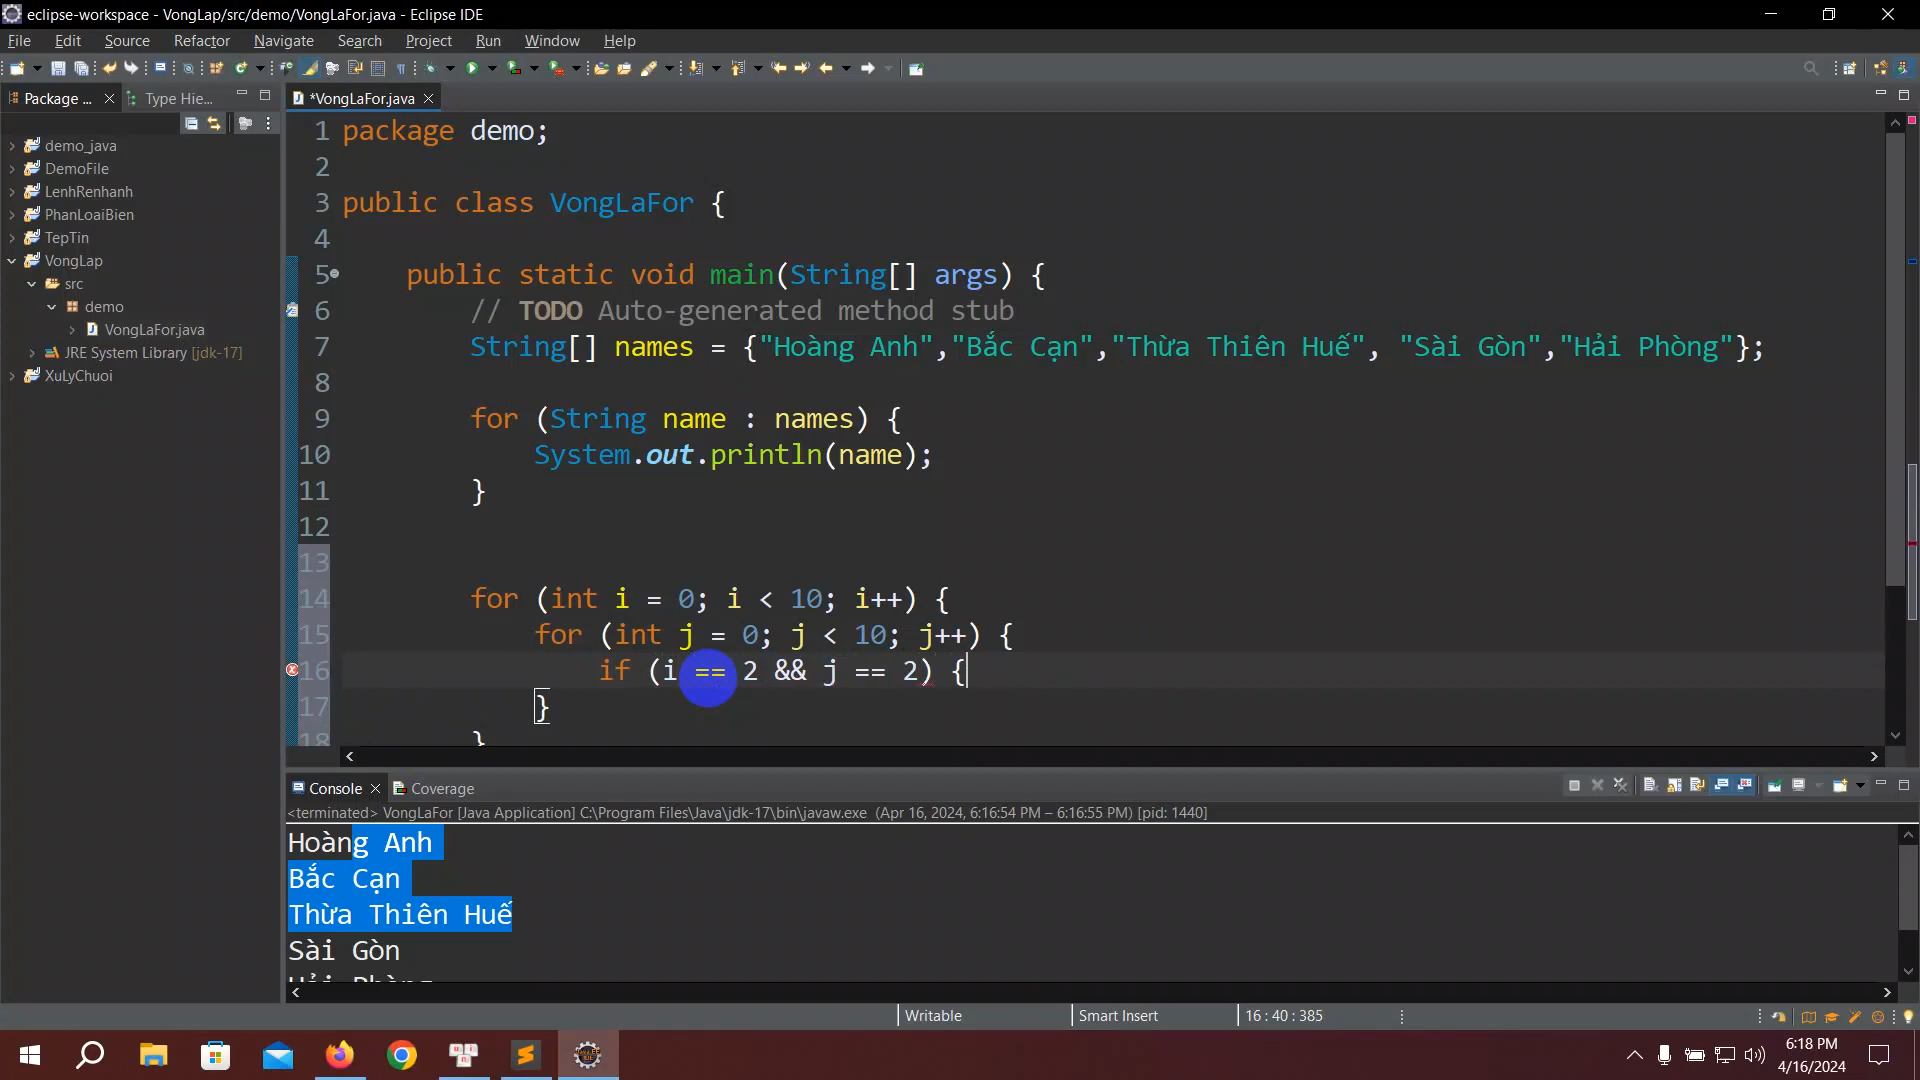 eclipse-workspace - VongLap/src/demo/VongLaFor.java - Eclipse IDE
File Edit Source Refactor Navigate Search Project Run Window Help
Package ... Type Hie... *VongLaFor.java
demo_java
DemoFile
LenhRenhanh
PhanLoaiBien
TepTin
VongLap
src
demo
VongLaFor.java
JRE System Library [jdk-17]
XuLyChuoi
1 package demo;
2
3 public class VongLaFor {
4
5 public static void main(String[] args) {
6 // TODO Auto-generated method stub
7 String[] names = {"Hoàng Anh","Bắc Cạn","Thừa Thiên Huế", "Sài Gòn","Hải Phòng"};
8
9 for (String name : names) {
10 System.out.println(name);
11 }
12
13
14 for (int i = 0; i < 10; i++) {
15 for (int j = 0; j < 10; j++) {
16 if (i == 2 && j == 2) {
17 }
18 }
Console Coverage
<terminated> VongLaFor [Java Application] C:\Program Files\Java\jdk-17\bin\javaw.exe (Apr 16, 2024, 6:16:54 PM – 6:16:55 PM) [pid: 1440]
Hoàng Anh
Bắc Cạn
Thừa Thiên Huế
Sài Gòn
Hải Phòng
Writable Smart Insert 16 : 40 : 385
6:18 PM
4/16/2024